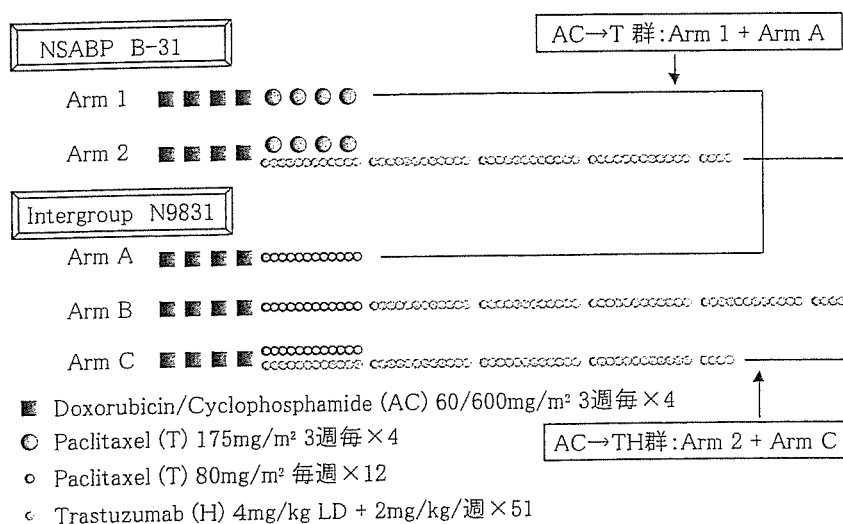 NSABP B-31
AC→T 群:Arm 1 + Arm A
Arm 1
Arm 2
Intergroup N9831
Arm A
Arm B
Arm C
Doxorubicin/Cyclophosphamide (AC) 60/600mg/m² 3週毎×4
Paclitaxel (T) 175mg/m² 3週毎×4
Paclitaxel (T) 80mg/m² 毎週×12
Trastuzumab (H) 4mg/kg LD + 2mg/kg/週×51
AC→TH群:Arm 2 + Arm C